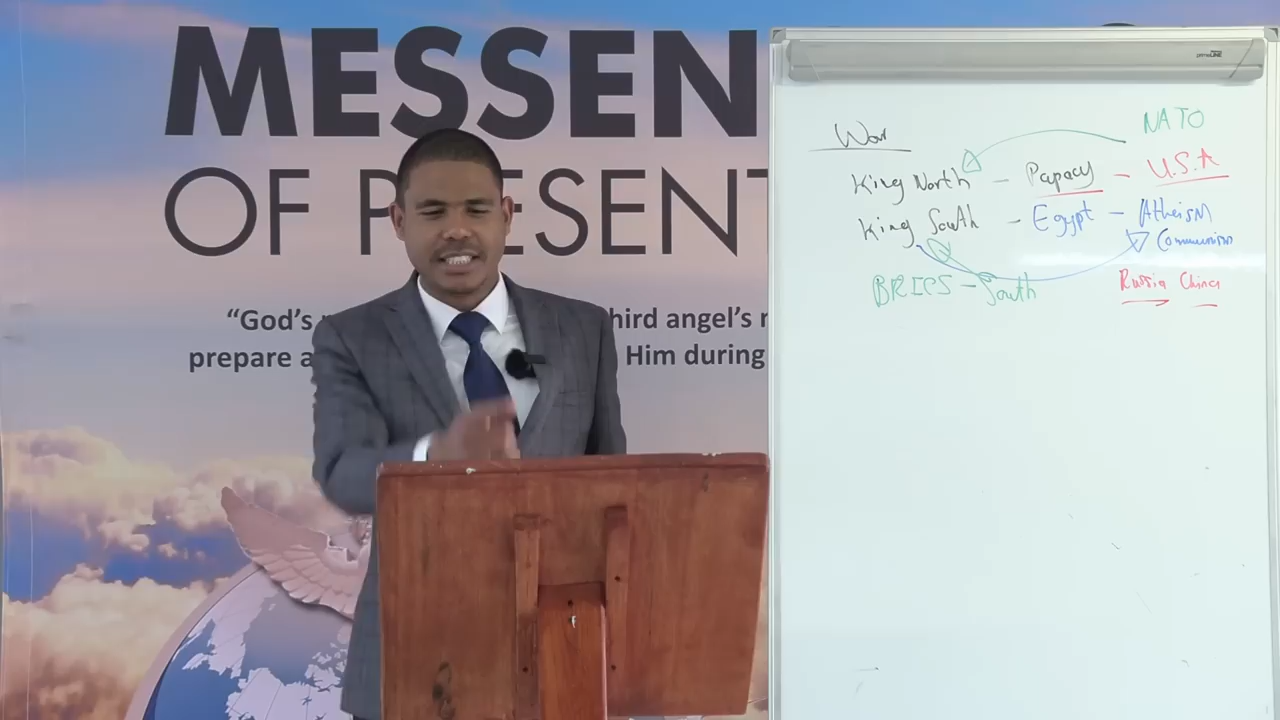 MESSEN
OF P ESENT
“God’s hird angel’s
prepare a Him during
War
NATO
King North - Papacy - U.S.A
King South - Egypt - Atheism
Communism
BRICS - South
Russia China